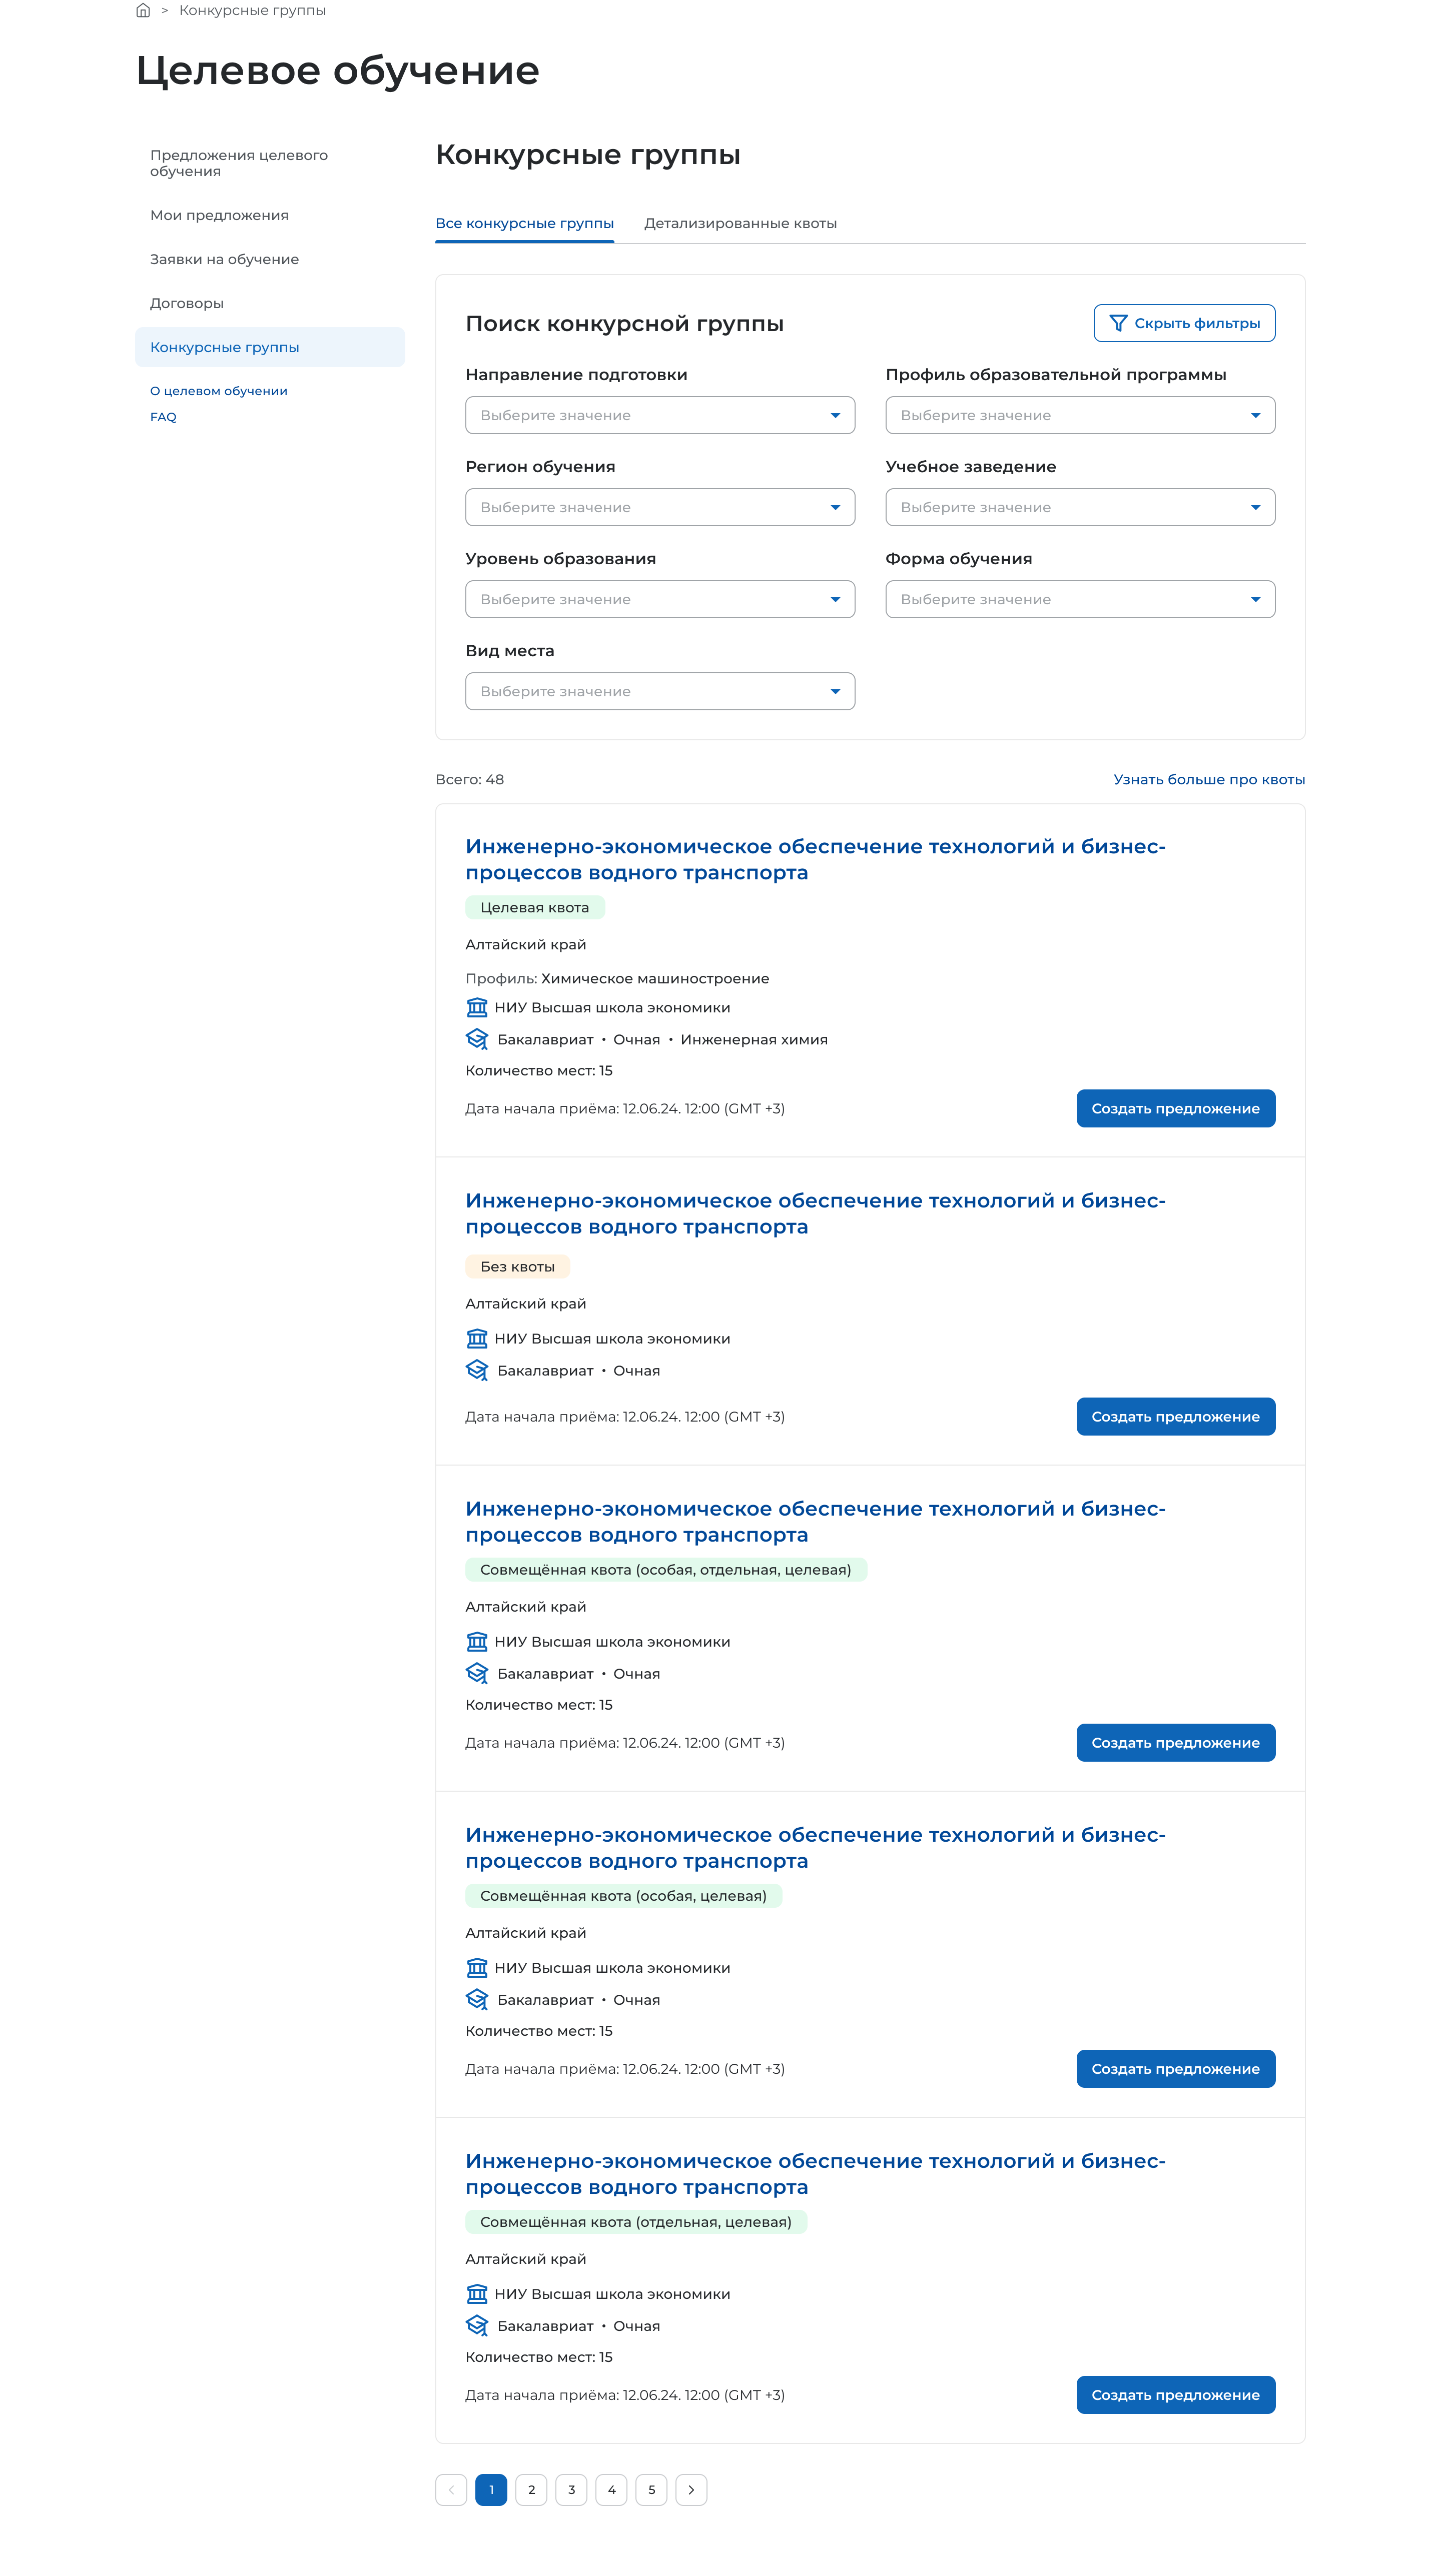 > Конкурсные группы
Целевое обучение
Предложения целевого
обучения
Мои предложения
Заявки на обучение
Договоры
Конкурсные группы
О целевом обучении
FAQ
Конкурсные группы
Все конкурсные группы Детализированные квоты
Поиск конкурсной группы Скрыть фильтры
Направление подготовки Профиль образовательной программы
Выберите значение Выберите значение
Регион обучения Учебное заведение
Выберите значение Выберите значение
Уровень образования Форма обучения
Выберите значение Выберите значение
Вид места
Выберите значение
Всего: 48 Узнать больше про квоты
Инженерно-экономическое обеспечение технологий и бизнес-
процессов водного транспорта
Целевая квота
Алтайский край
Профиль: Химическое машиностроение
НИУ Высшая школа экономики
Бакалавриат • Очная • Инженерная химия
Количество мест: 15
Дата начала приёма: 12.06.24. 12:00 (GMT +3) Создать предложение
Инженерно-экономическое обеспечение технологий и бизнес-
процессов водного транспорта
Без квоты
Алтайский край
НИУ Высшая школа экономики
Бакалавриат • Очная
Дата начала приёма: 12.06.24. 12:00 (GMT +3) Создать предложение
Инженерно-экономическое обеспечение технологий и бизнес-
процессов водного транспорта
Совмещённая квота (особая, отдельная, целевая)
Алтайский край
НИУ Высшая школа экономики
Бакалавриат • Очная
Количество мест: 15
Дата начала приёма: 12.06.24. 12:00 (GMT +3) Создать предложение
Инженерно-экономическое обеспечение технологий и бизнес-
процессов водного транспорта
Совмещённая квота (особая, целевая)
Алтайский край
НИУ Высшая школа экономики
Бакалавриат • Очная
Количество мест: 15
Дата начала приёма: 12.06.24. 12:00 (GMT +3) Создать предложение
Инженерно-экономическое обеспечение технологий и бизнес-
процессов водного транспорта
Совмещённая квота (отдельная, целевая)
Алтайский край
НИУ Высшая школа экономики
Бакалавриат • Очная
Количество мест: 15
Дата начала приёма: 12.06.24. 12:00 (GMT +3) Создать предложение
1 2 3 4 5